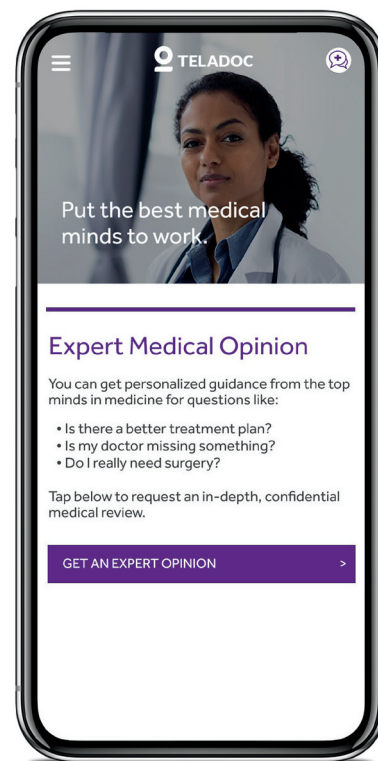 TELADOC
Put the best medical
minds to work.
Expert Medical Opinion
You can get personalized guidance from the top
minds in medicine for questions like:
• Is there a better treatment plan?
• Is my doctor missing something?
• Do I really need surgery?
Tap below to request an in-depth, confidential
medical review.
GET AN EXPERT OPINION >